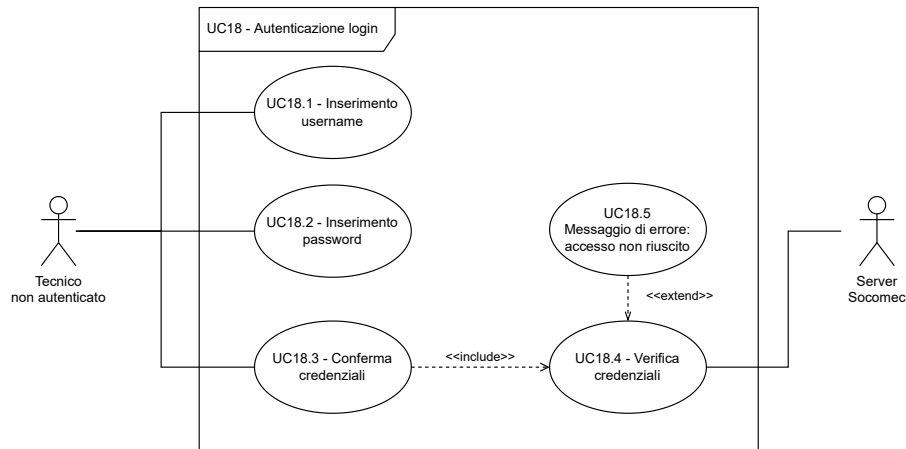 UC18 - Autenticazione login
UC18.1 - Inserimento
username
UC18.2 - Inserimento
password
UC18.5
Messaggio di errore:
accesso non riuscito
Tecnico
non autenticato
Server
Socomec
<<extend>>
UC18.3 - Conferma
credenziali
<<include>>
UC18.4 - Verifica
credenziali